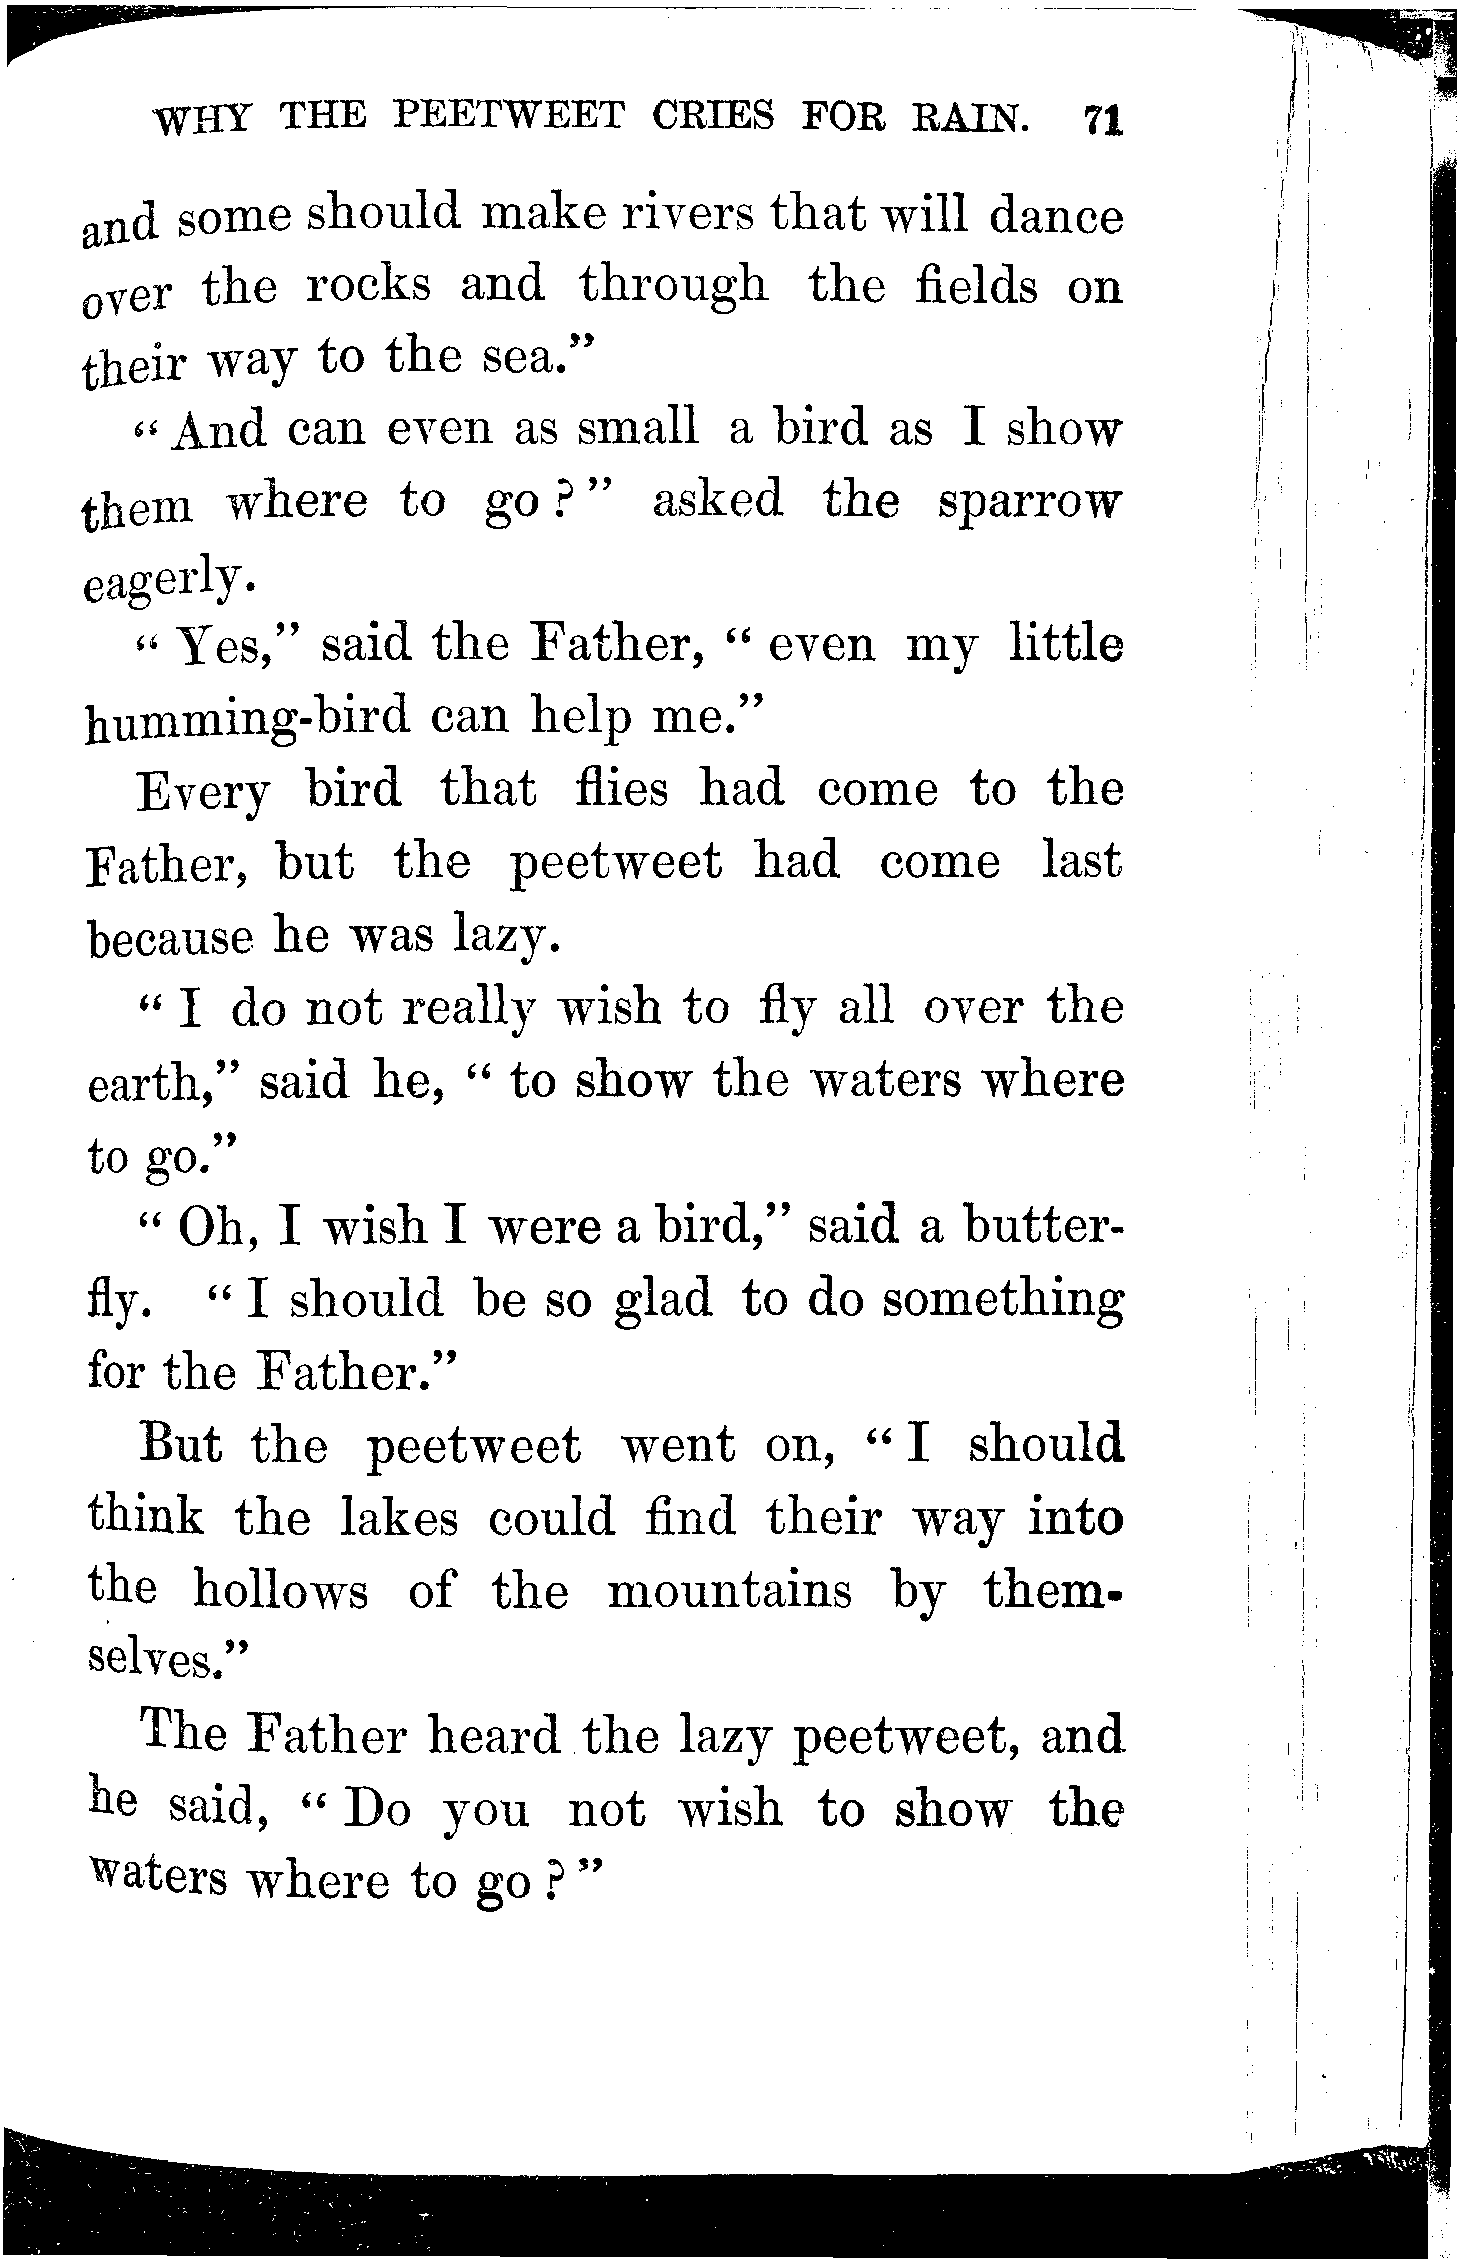 WHY THE PEETWEET CRIES FOR RAIN. 71
and some should make rivers that will dance
over the rocks and through the fields on
their way to the sea."
"And can even as small a bird as I show
them where to go?" asked the sparrow
eagerly.
"Yes," said the Father, "even my little
humming-bird can help me."
Every bird that flies had come to the
Father, but the peetweet had come last
because he was lazy.
"I do not really wish to fly all over the
earth," said he, "to show the waters where
to go."
"Oh, I wish I were a bird," said a butter-
fly. "I should be so glad to do something
for the Father."
But the peetweet went on, "I should
think the lakes could find their way into
the hollows of the mountains by them-
selves."
The Father heard the lazy peetweet, and
he said, "Do you not wish to show the
waters where to go?"